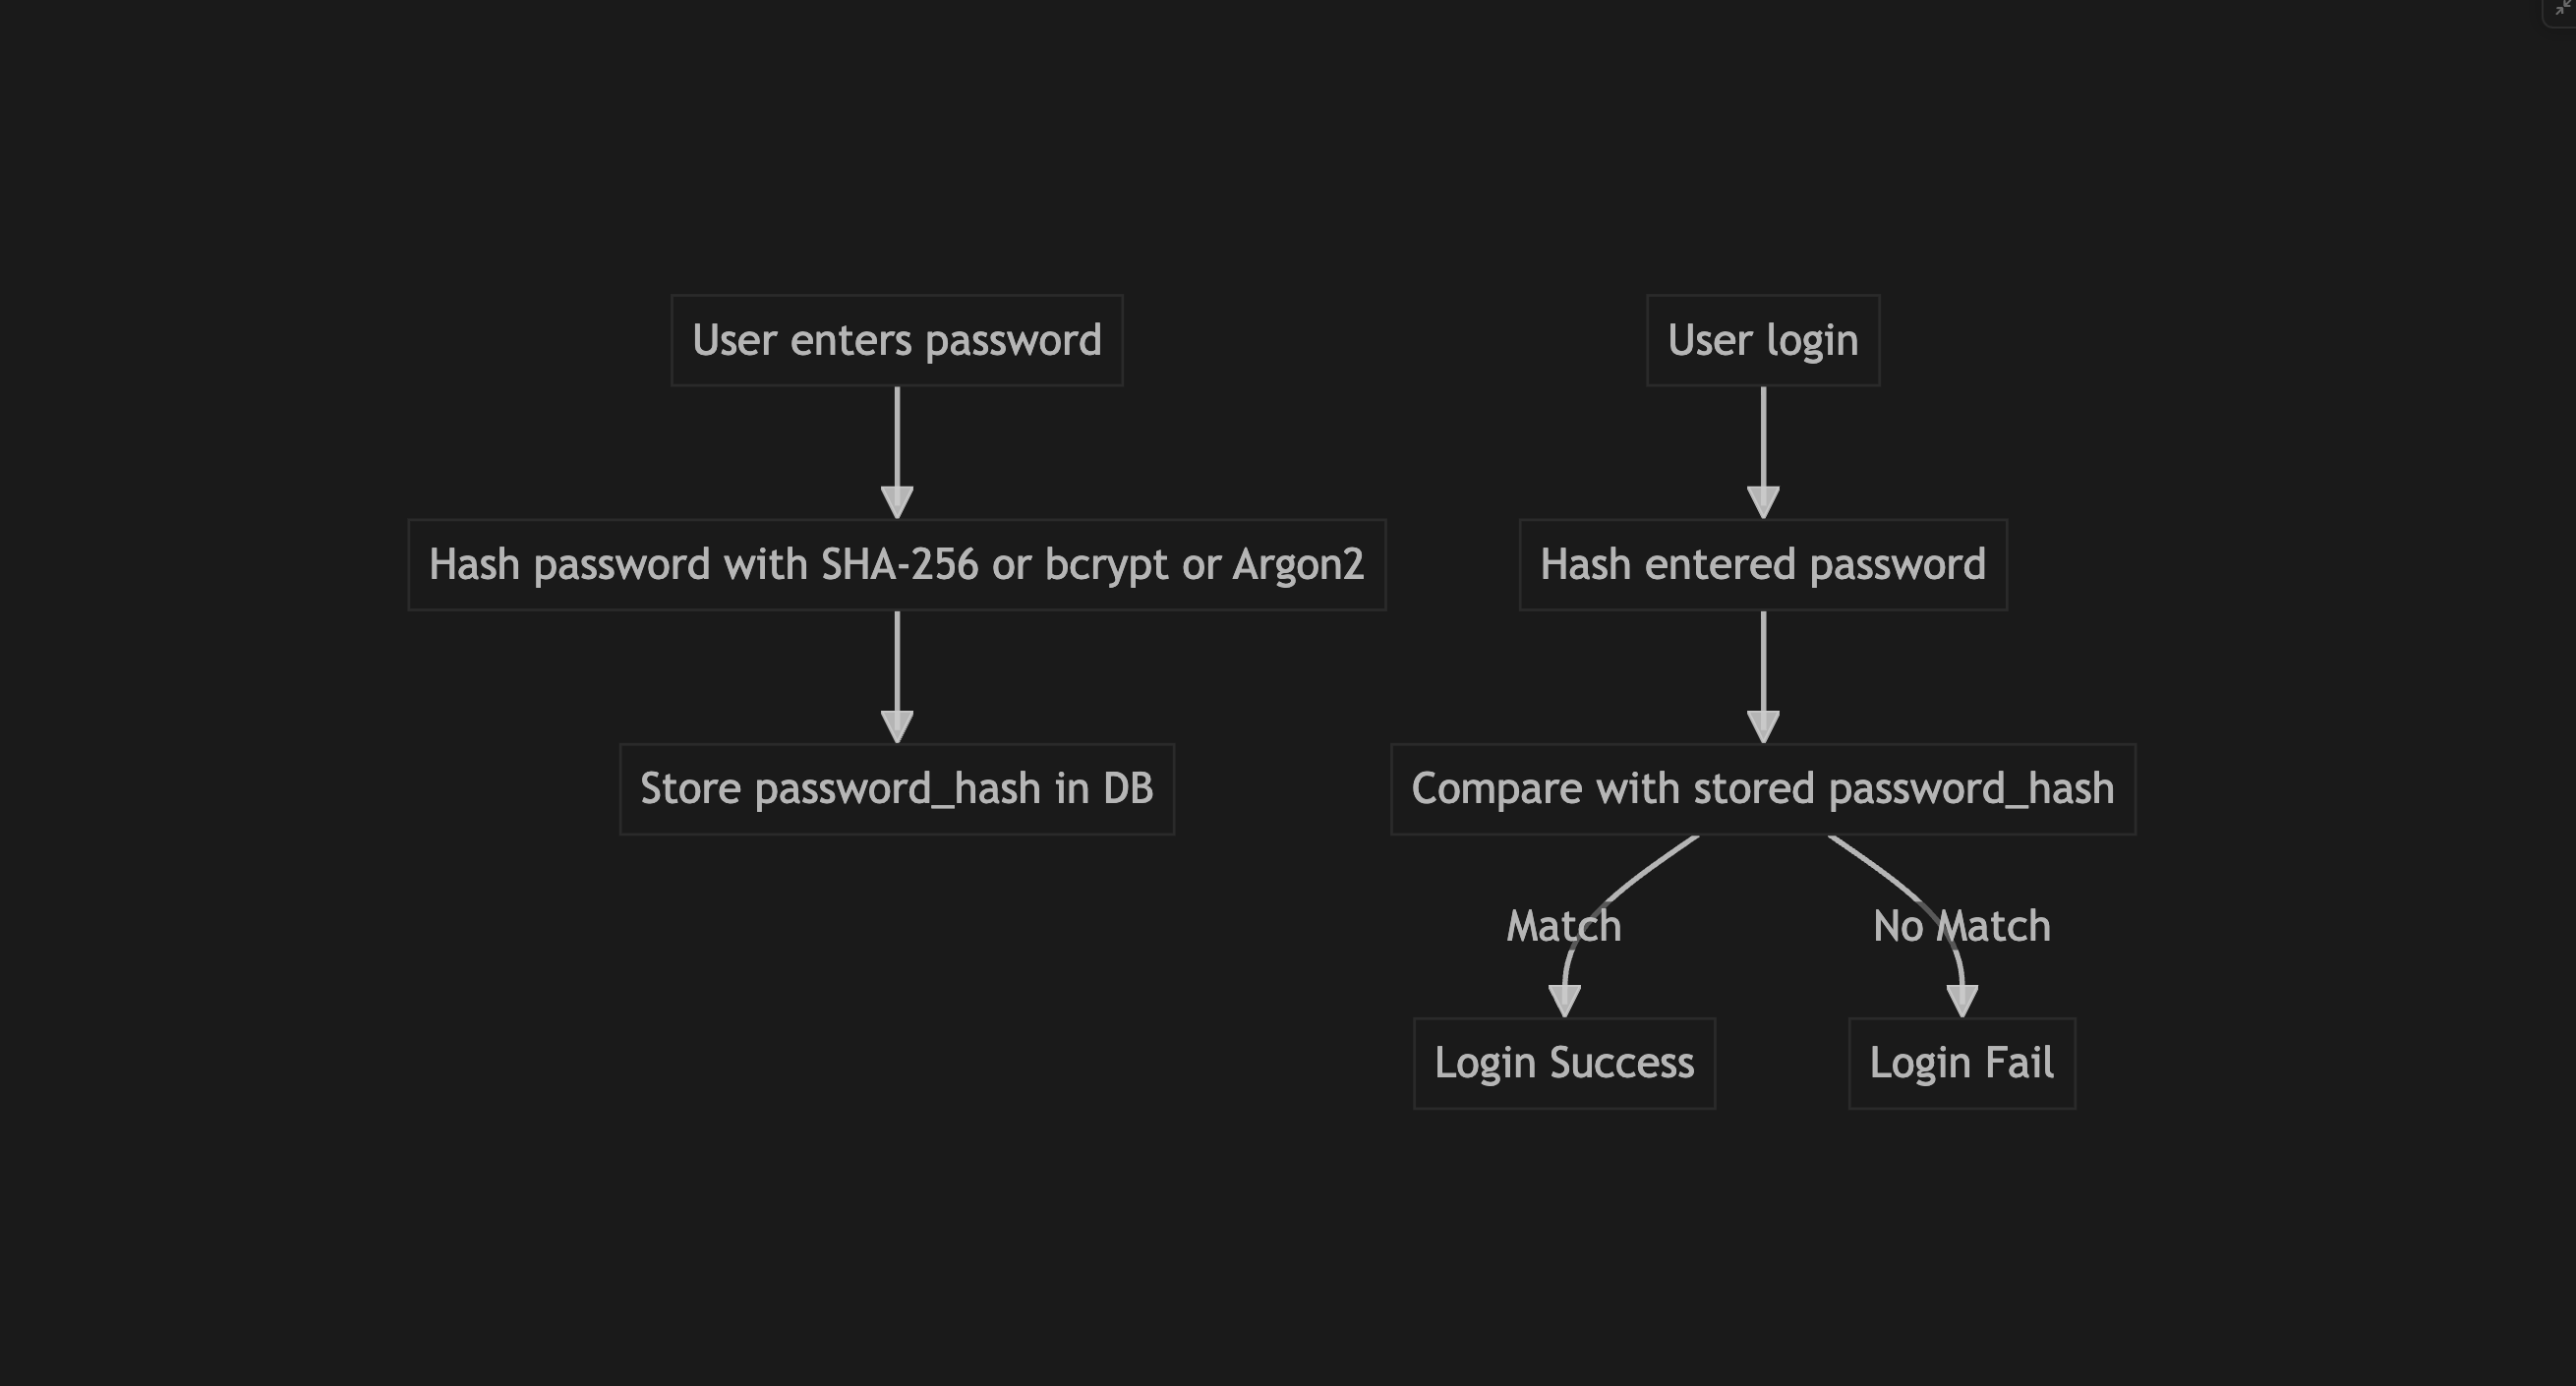 User enters password
Hash password with SHA-256 or bcrypt or Argon2
Store password_hash in DB
User login
Hash entered password
Compare with stored password_hash
Match
No Match
Login Success
Login Fail